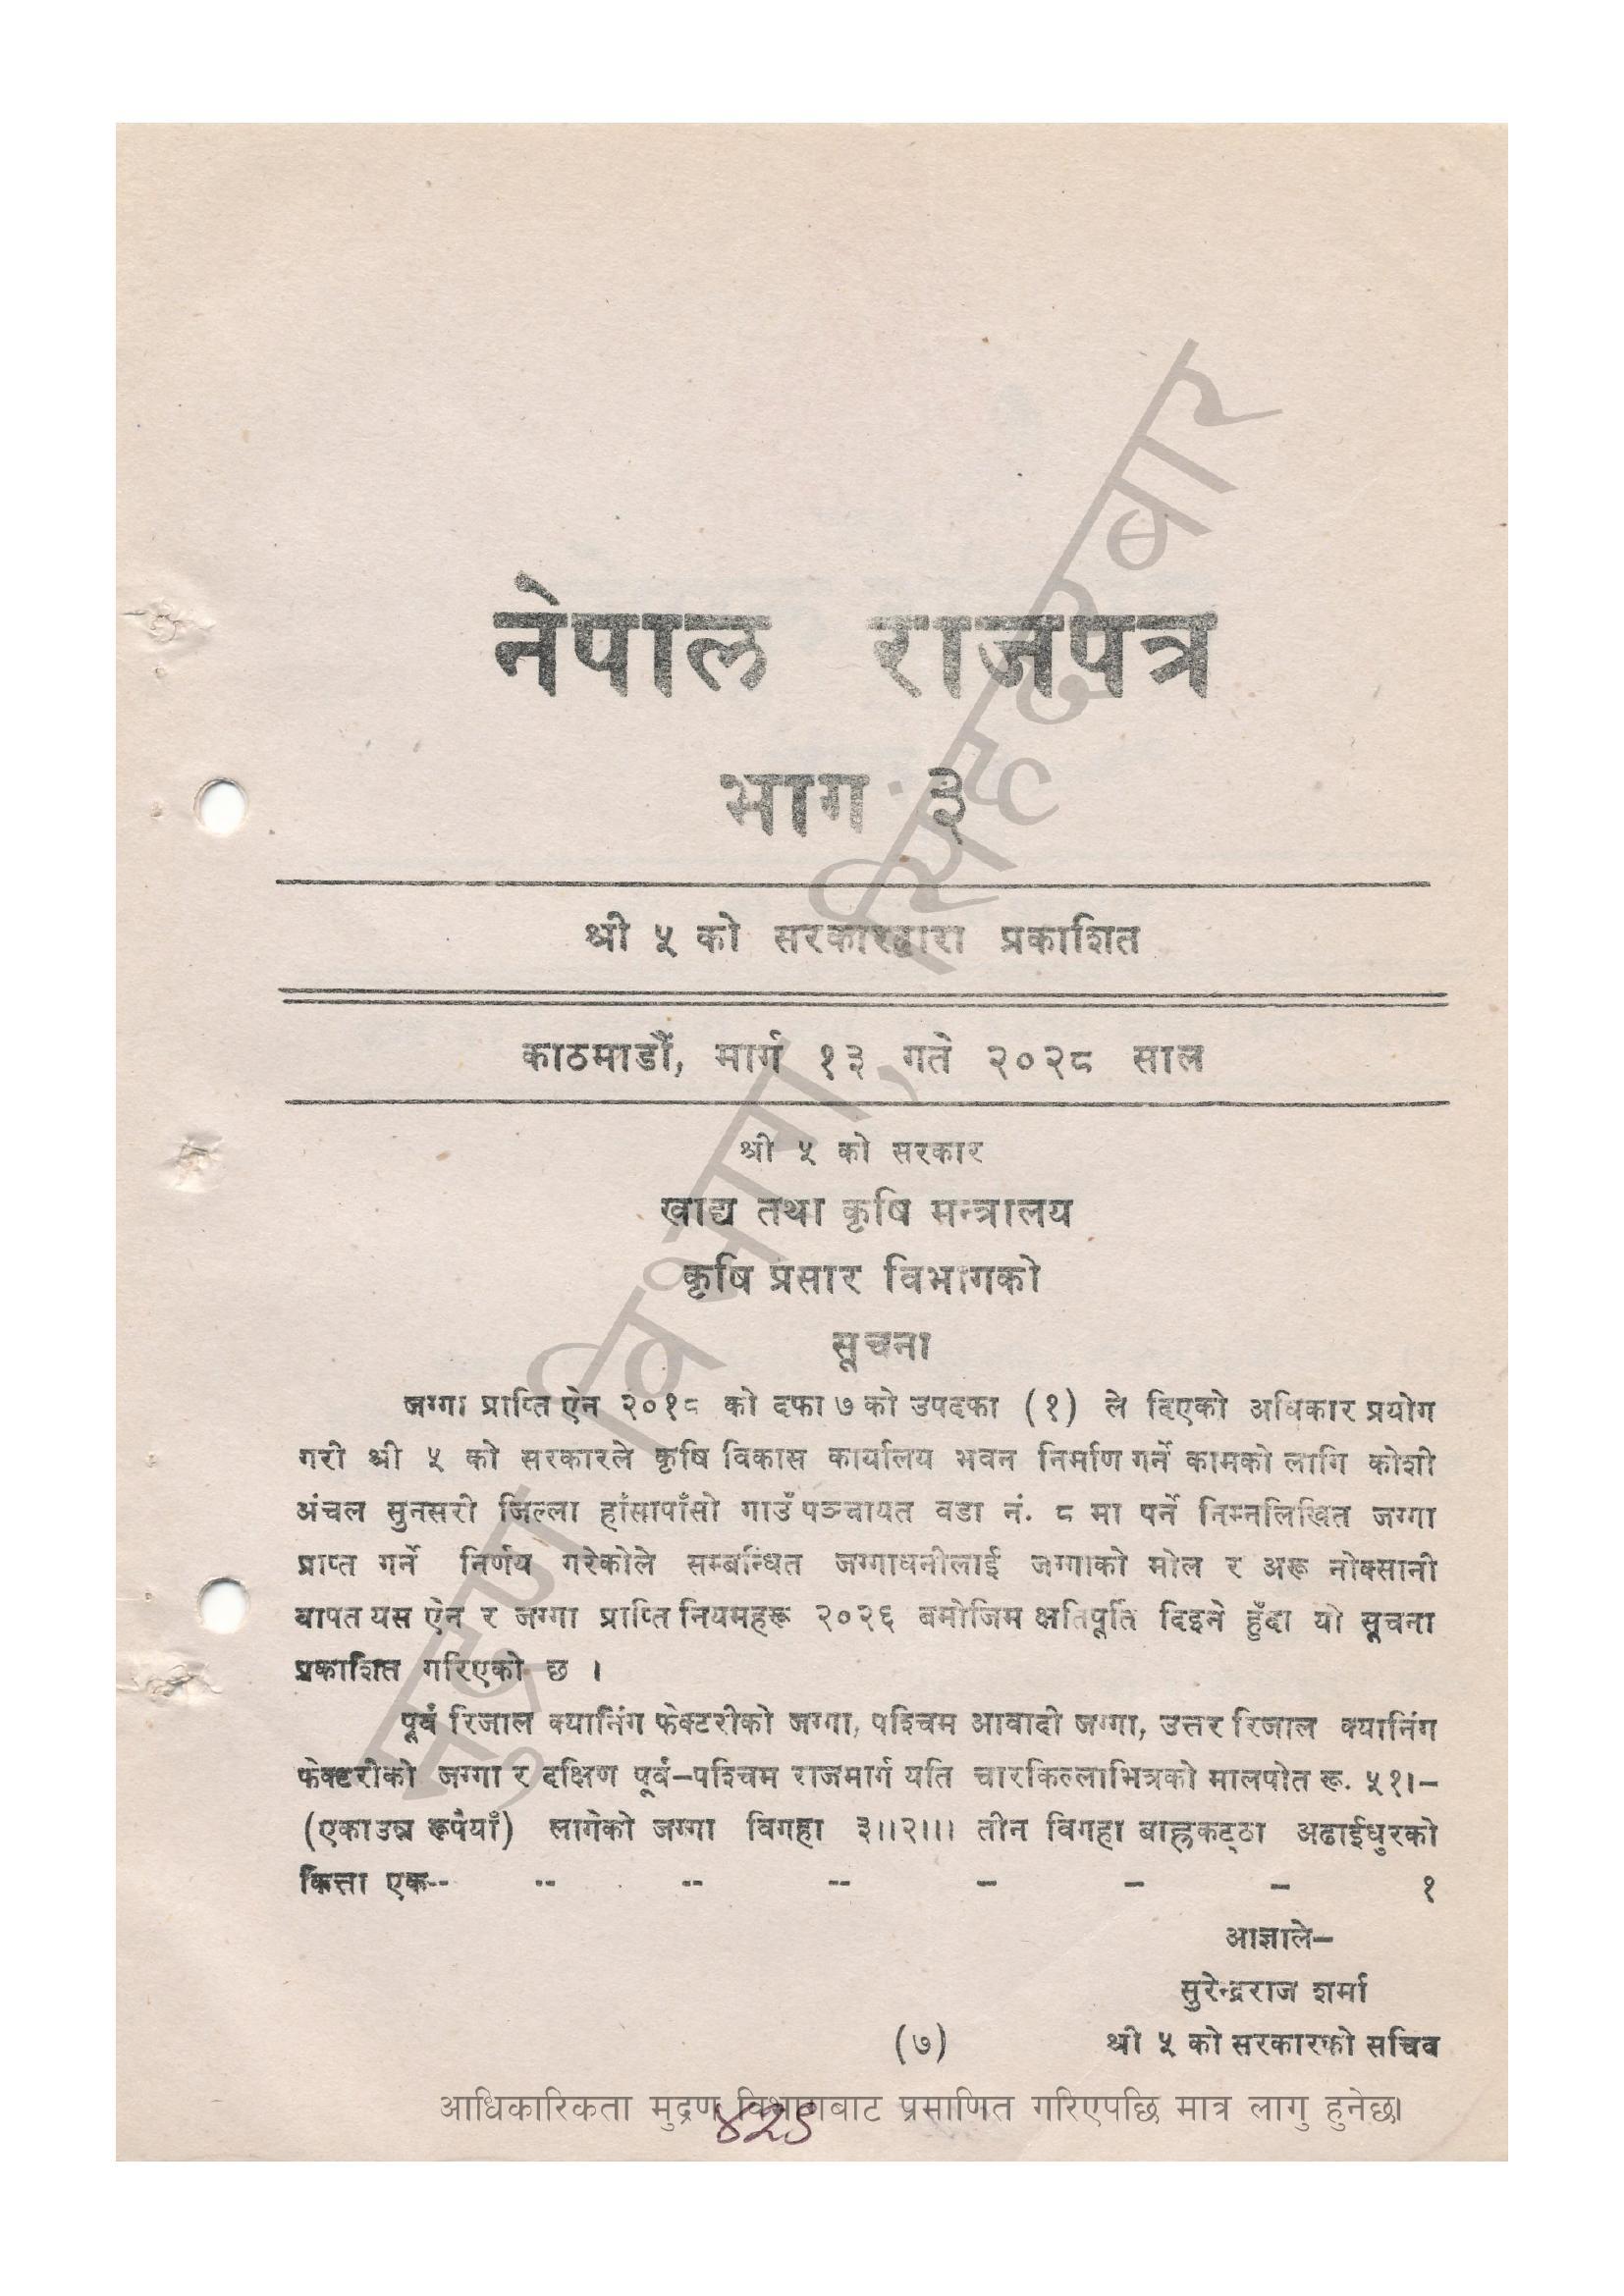 नेपाल राजपत्र
भाग ३
श्री ५ को सरकारद्वारा प्रकाशित
काठमाडौं, मार्ग १३ गते २०२८ साल
श्री ५ को सरकार
खाद्य तथा कृषि मन्त्रालय
कृषि प्रसार विभागको
सूचना
जग्गा प्राप्ति ऐन २०१८ को दफा ७ को उपदफा (१) ले दिएको अधिकार प्रयोग
गरी श्री ५ को सरकारले कृषि विकास कार्यालय भवन निर्माण गर्ने कामको लागि कोशी
अंचल सुनसरी जिल्ला हाँसापाँसो गाउँ पञ्चायत वडा नं. ८ मा पर्ने निम्नलिखित जग्गा
प्राप्त गर्ने निर्णय गरेकोले सम्बन्धित जग्गाधनीलाई जग्गाको मोल र अरू नोक्सानी
वापत यस ऐन र जग्गा प्राप्ति नियमहरू २०२६ बमोजिम क्षतिपूर्ति दिइने हुँदा यो सूचना
प्रकाशित गरिएको छ ।
पूर्व रिजाल क्यानिंग फेक्टरीको जग्गा, पश्चिम आवादी जग्गा, उत्तर रिजाल क्यानिंग
फेक्टरीको जग्गा र दक्षिण पूर्व–पश्चिम राजमार्ग यति चारकिल्लाभित्रको मालपोत रू. ५१।–
(एकाउन्न रूपैयाँ) लागेको जग्गा विगहा ३।।२।।। तीन विगहा बाह्रकट्ठा अढाईधुरको
कित्ता एक-- -- -- -- – – – १
आज्ञाले–
सुरेन्द्रराज शर्मा
श्री ५ को सरकारको सचिव
(७)
आधिकारिकता मुद्रण विभागबाट प्रमाणित गरिएपछि मात्र लागु हुनेछ।
मुद्रण विभाग, सिंहदरबार